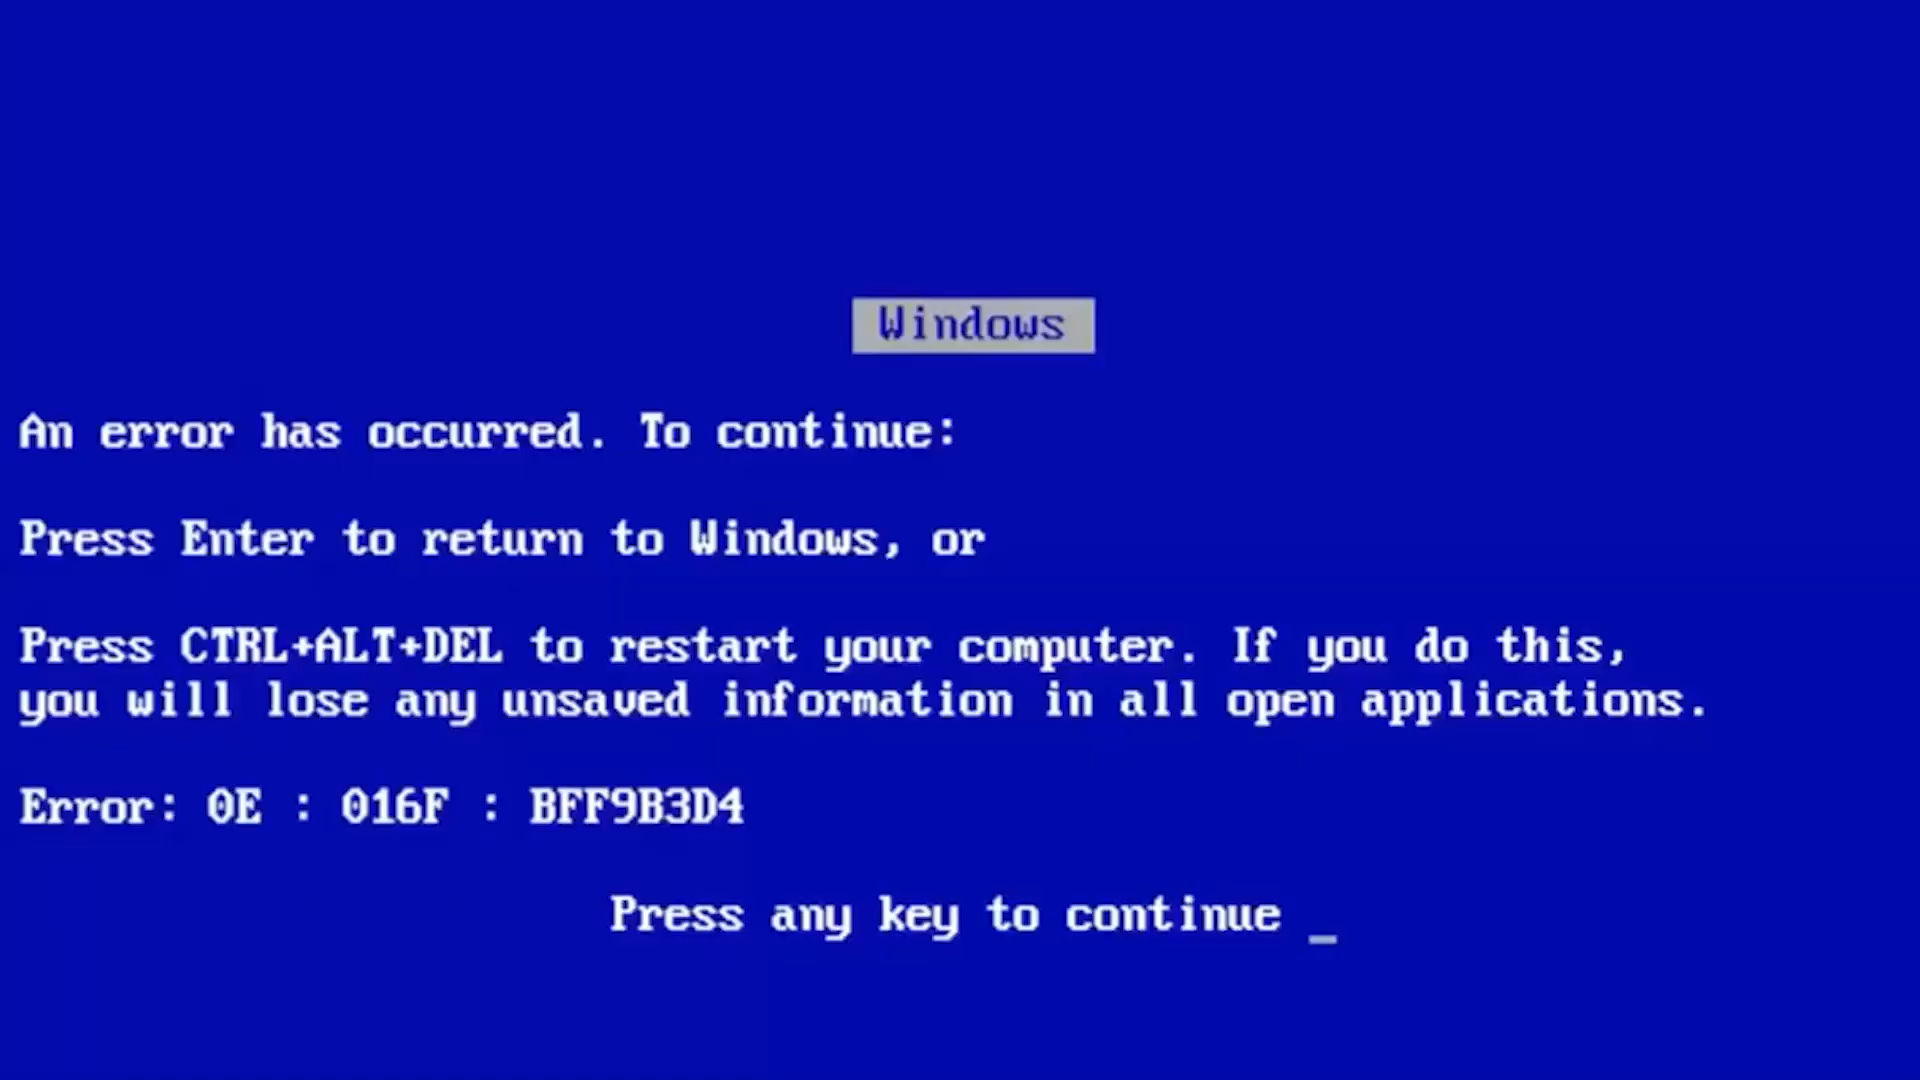 Windows
An error has occurred. To continue:
Press Enter to return to Windows, or
Press CTRL+ALT+DEL to restart your computer. If you do this,
you will lose any unsaved information in all open applications.
Error: 0E : 016F : BFF9B3D4
Press any key to continue _